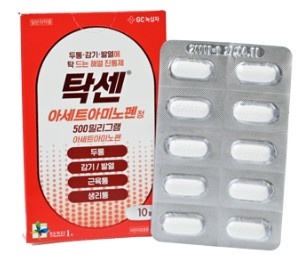 일반의약품
GC녹십자
두통·감기·발열에
탁 드는 해열 진통제
탁센
아세트아미노펜정
500밀리그램
아세트아미노펜
두통
감기 / 발열
근육통
생리통
10정